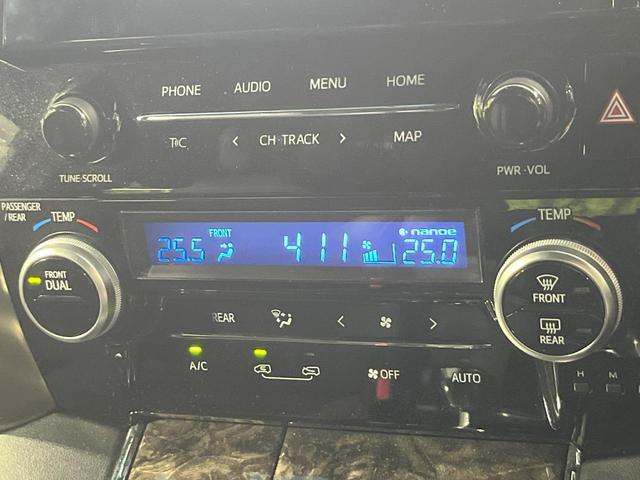 PHONE AUDIO MENU HOME
T&C < CH·TRACK > MAP
TUNE·SCROLL
PWR·VOL
PASSENGER
/REAR
TEMP
TEMP
FRONT
nanoe
25.5 4:11 25.0
FRONT
DUAL
FRONT
REAR
REAR < >
A/C OFF AUTO
H M